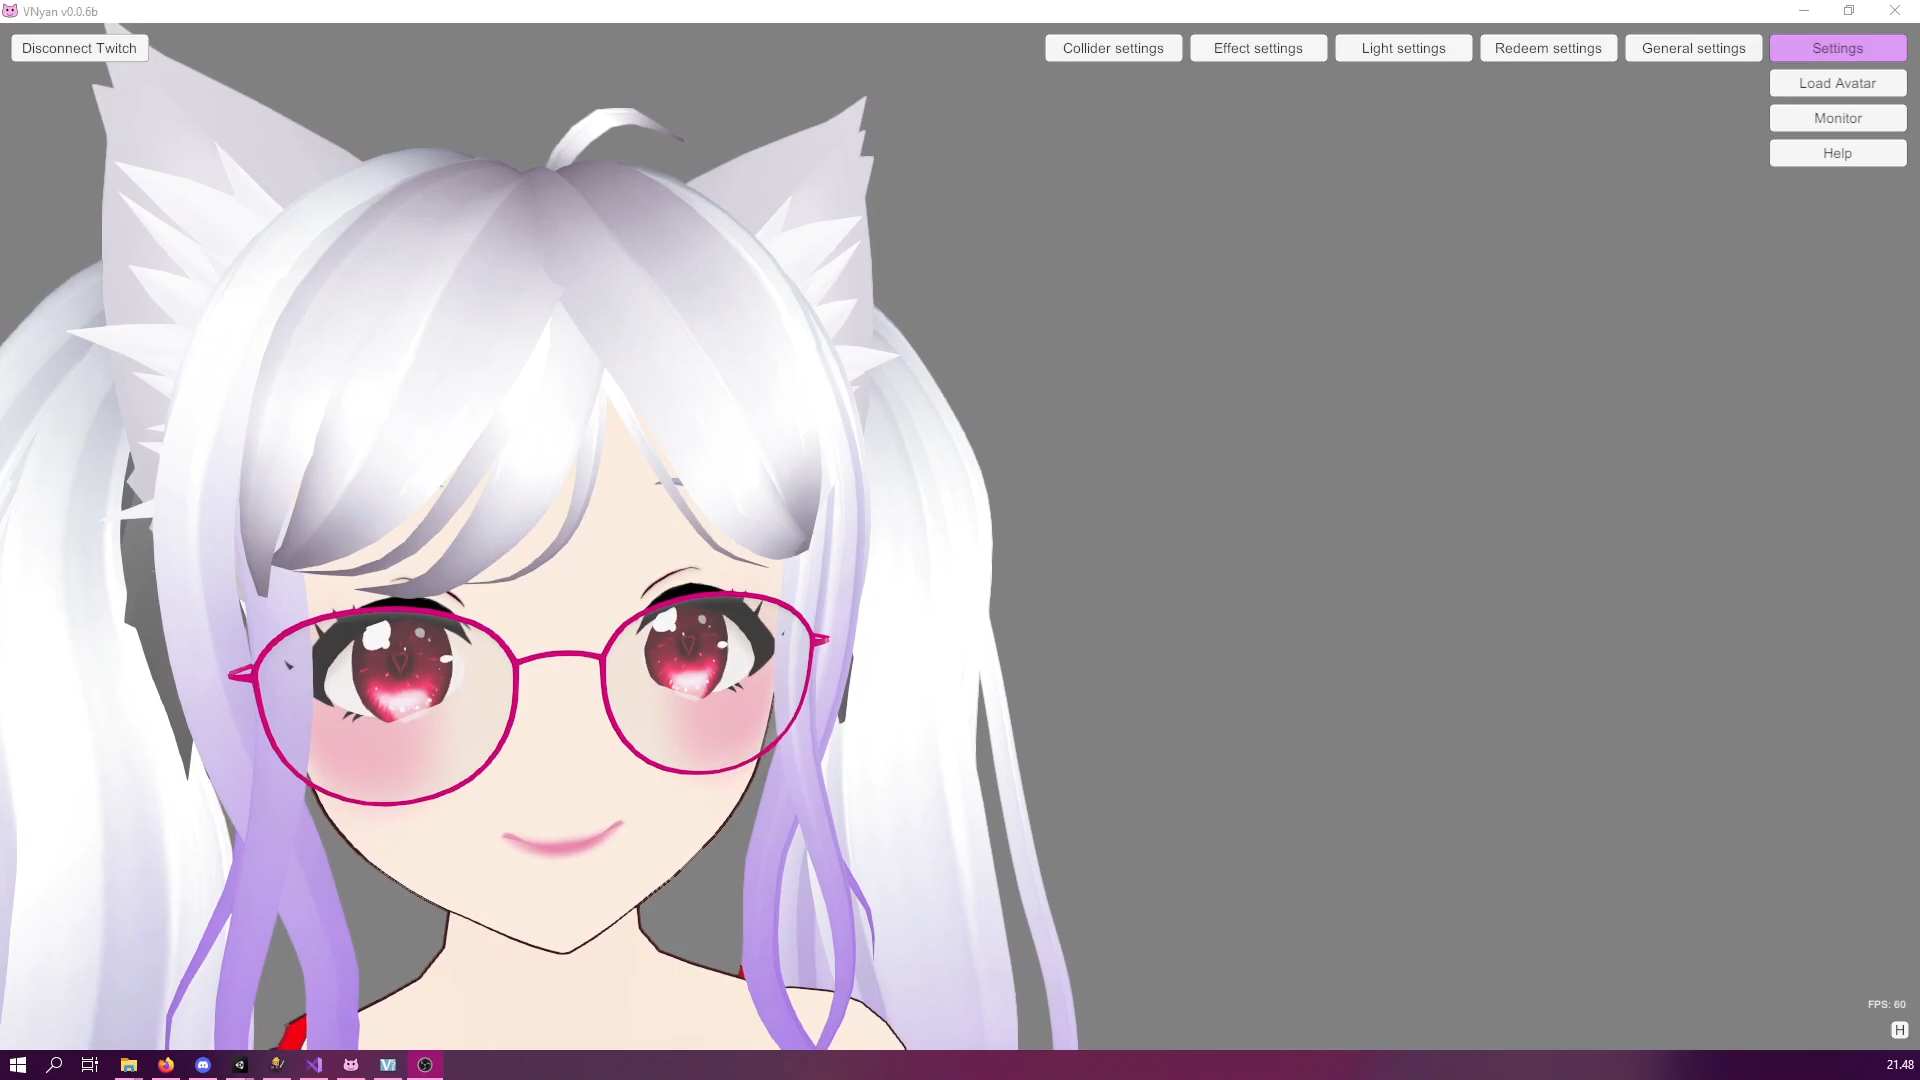 VNyan v0.0.6b
Disconnect Twitch
Collider settings
Effect settings
Light settings
Redeem settings
General settings
Settings
Load Avatar
Monitor
Help
FPS: 60
H
21.48